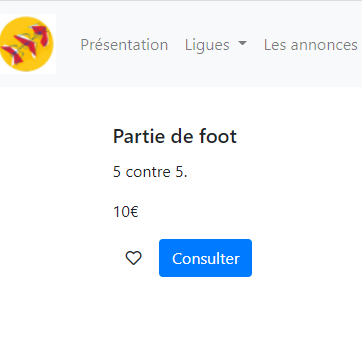 Présentation Ligues Les annonces
Partie de foot
5 contre 5.
10€
Consulter